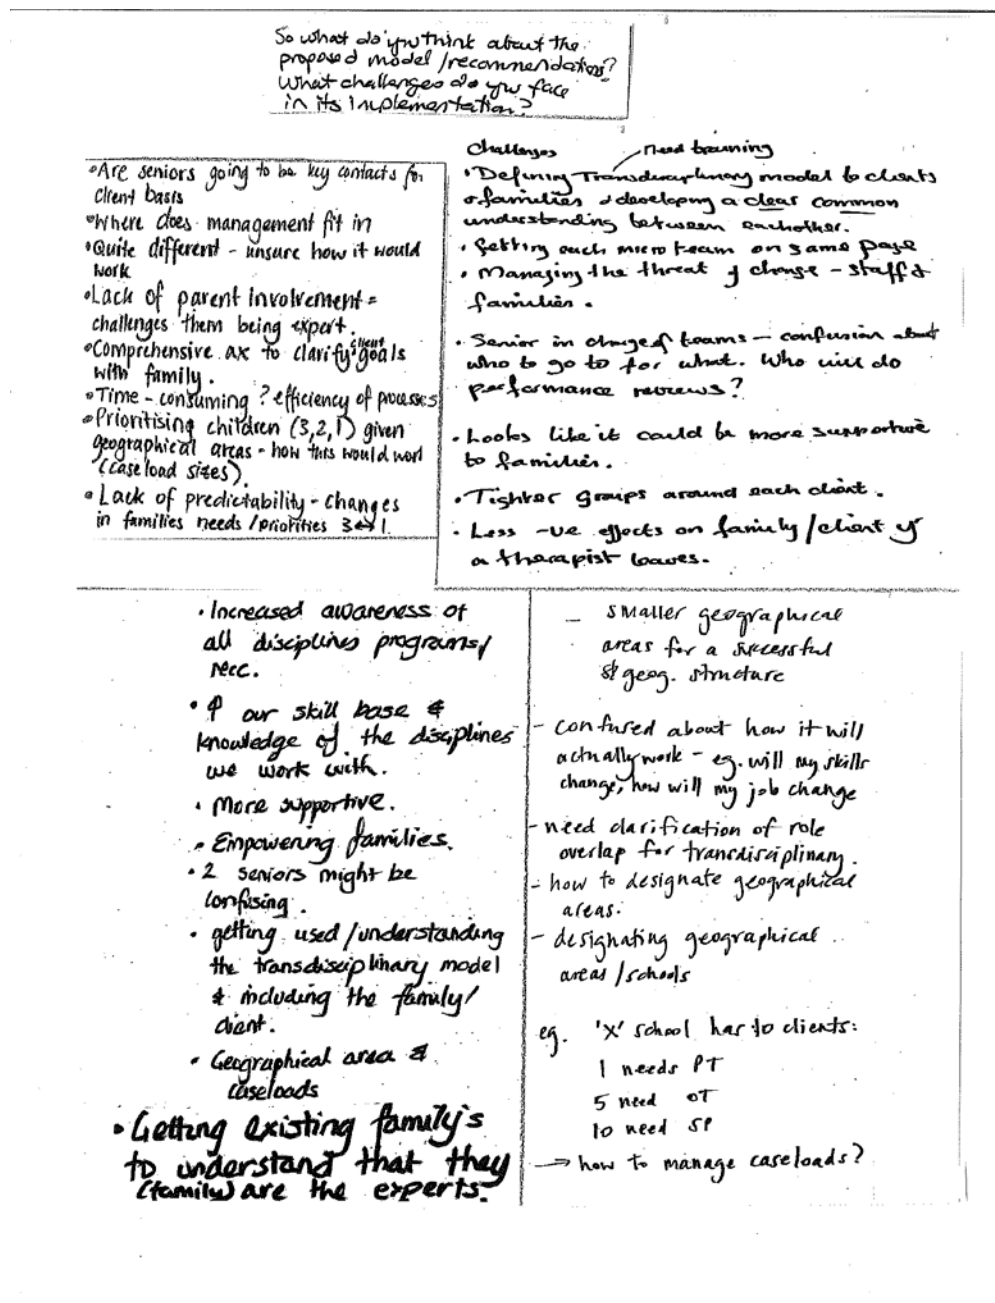 So what do you think about the
proposed model/recommendations?
What challenges do you face
in its implementation?
•Are seniors going to be key contacts for
client basis
•Where does management fit in
•Quite different - unsure how it would
work
•Lack of parent involvement =
challenges them being expert.
•Comprehensive ax to clarify client goals
with family.
•Time - consuming ? efficiency of processes
•Prioritising children (3,2,1) given
geographical areas - how this would work
(caseload sizes).
•Lack of predictability - changes
in families needs/priorities 3↔1.
Challenges
need training
•Defining Transdisciplinary model to clients
& families & developing a clear common
understanding between eachother.
•Getting each micro team on same page
•Managing the threat of change - staff &
families.
•Senior in charge of teams - confusion about
who to go to for what. Who will do
performance reviews?
•Looks like it could be more supportive
to families.
•Tighter groups around each client.
•Less -ve effects on family/client if
a therapist leaves.
•Increased awareness of
all disciplines programs/
recc.
•↑ our skill base &
knowledge of the disciplines
we work with.
•More supportive.
•Empowering families.
•2 seniors might be
confusing.
•getting used/understanding
the transdisciplinary model
& including the family/
client.
•Geographical area &
caseloads
•Getting existing family's
to understand that they
(family) are the experts.
- smaller geographical
areas for a successful
geog. structure
- confused about how it will
actually work - eg. will my skills
change, how will my job change
- need clarification of role
overlap for transdisciplinary.
- how to designate geographical
areas.
- designating geographical
areas/schools
eg. 'X' school has 10 clients:
1 needs PT
5 need OT
10 need SP
→ how to manage caseloads?